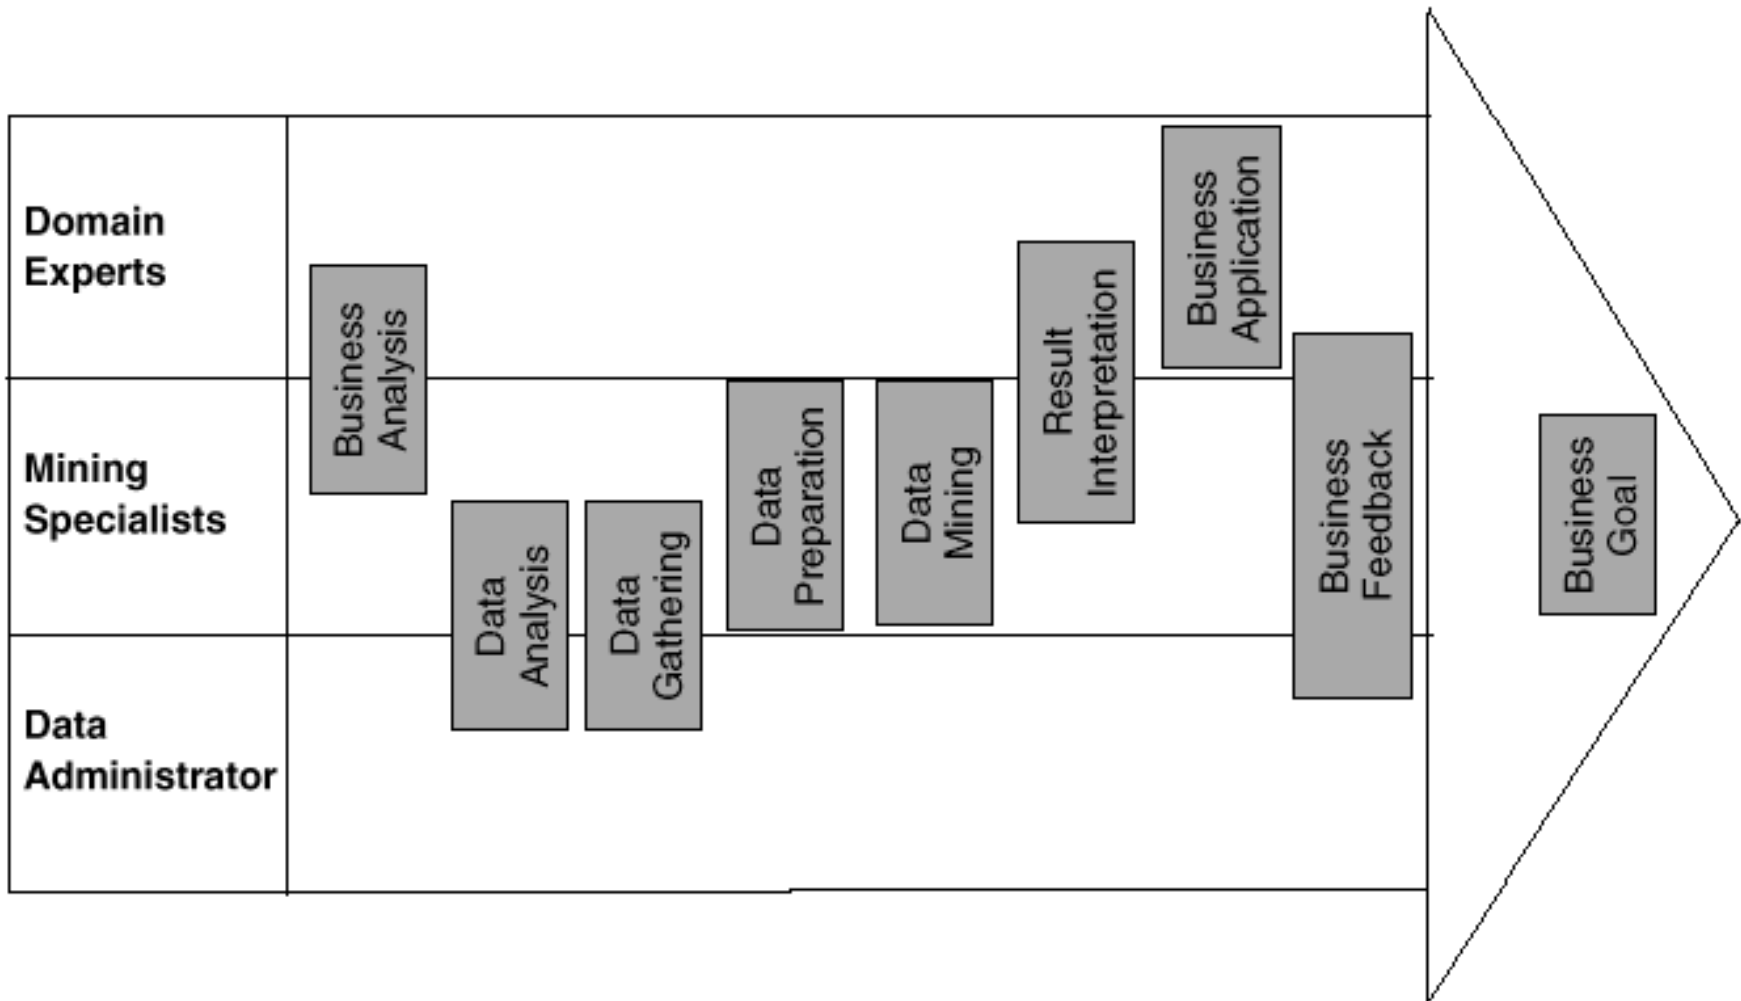 Domain
Experts
Mining
Specialists
Data
Administrator
Business
Analysis
Data
Analysis
Data
Gathering
Data
Preparation
Data
Mining
Result
Interpretation
Business
Application
Business
Feedback
Business
Goal